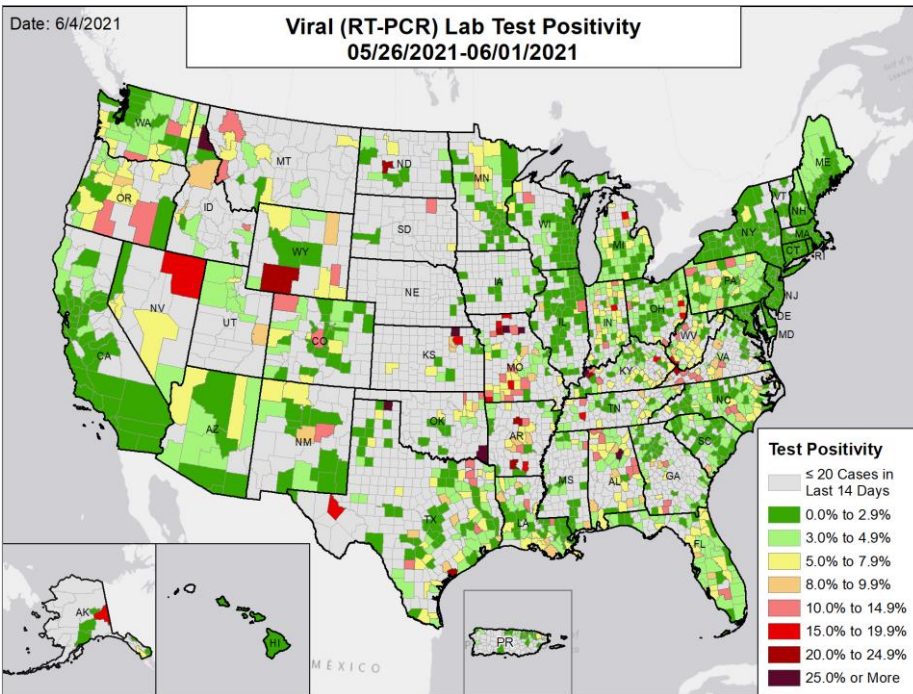 Date: 6/4/2021
Viral (RT-PCR) Lab Test Positivity
05/26/2021-06/01/2021
WA
MT
ND
MN
ME
OR
ID
SD
WI
MI
VT
NH
NY
MA
CT
RI
WY
NE
IA
PA
NJ
NV
UT
CO
KS
MO
IL
IN
OH
WV
VA
DE
MD
CA
KY
AZ
NM
OK
AR
TN
NC
SC
TX
LA
MS
AL
GA
FL
AK
HI
PR
MÉXICO
Test Positivity
≤ 20 Cases in
Last 14 Days
0.0% to 2.9%
3.0% to 4.9%
5.0% to 7.9%
8.0% to 9.9%
10.0% to 14.9%
15.0% to 19.9%
20.0% to 24.9%
25.0% or More